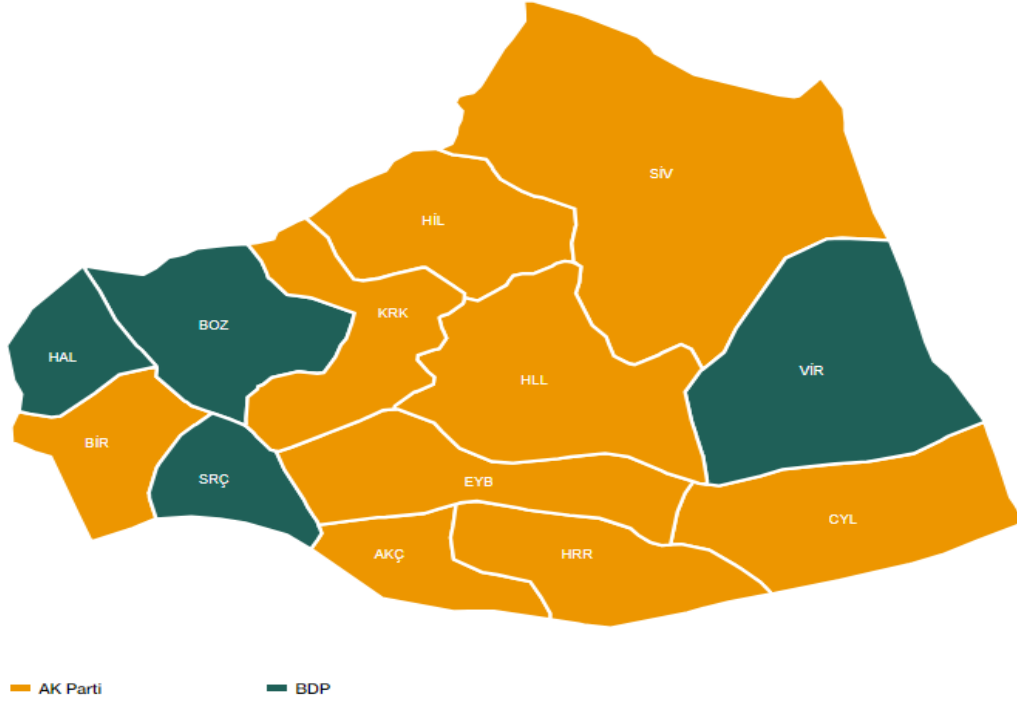 SİV
HİL
KRK
BOZ
HAL
HLL
VİR
BİR
SRÇ
EYB
CYL
AKÇ
HRR
AK Parti
BDP